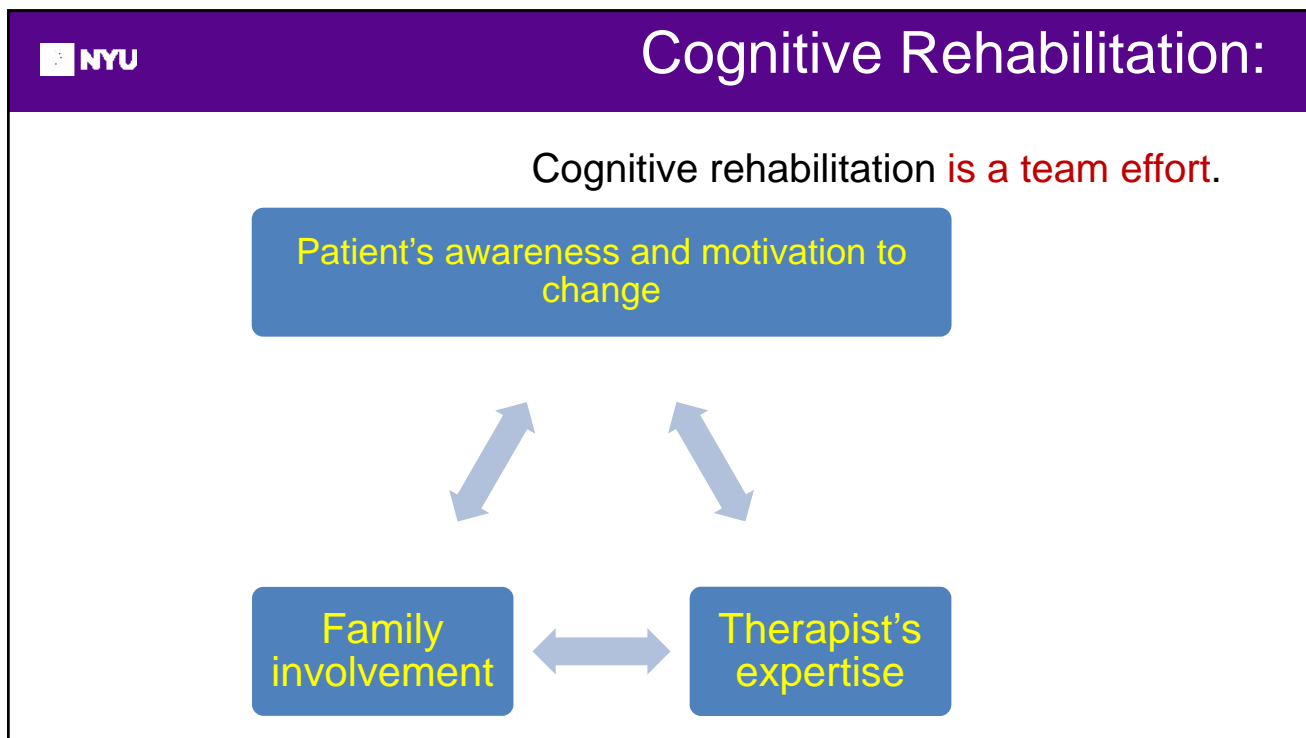 NYU
Cognitive Rehabilitation:
Cognitive rehabilitation is a team effort.
Patient’s awareness and motivation to
change
Family
involvement
Therapist’s
expertise